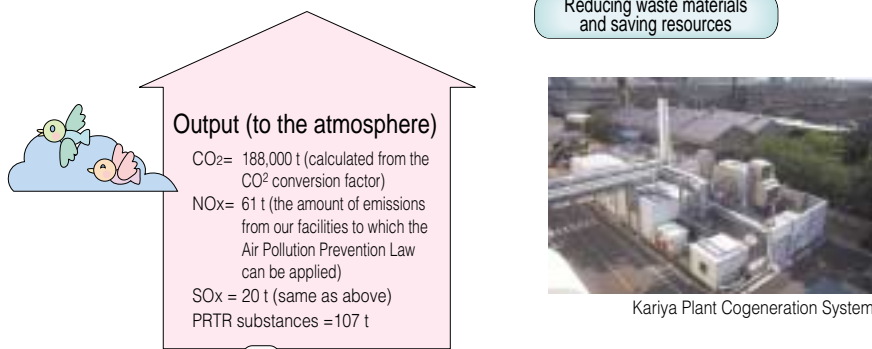 Reducing waste materials
and saving resources
Output (to the atmosphere)
CO2= 188,000 t (calculated from the
CO² conversion factor)
NOx= 61 t (the amount of emissions
from our facilities to which the
Air Pollution Prevention Law
can be applied)
SOx = 20 t (same as above)
PRTR substances =107 t
Kariya Plant Cogeneration System